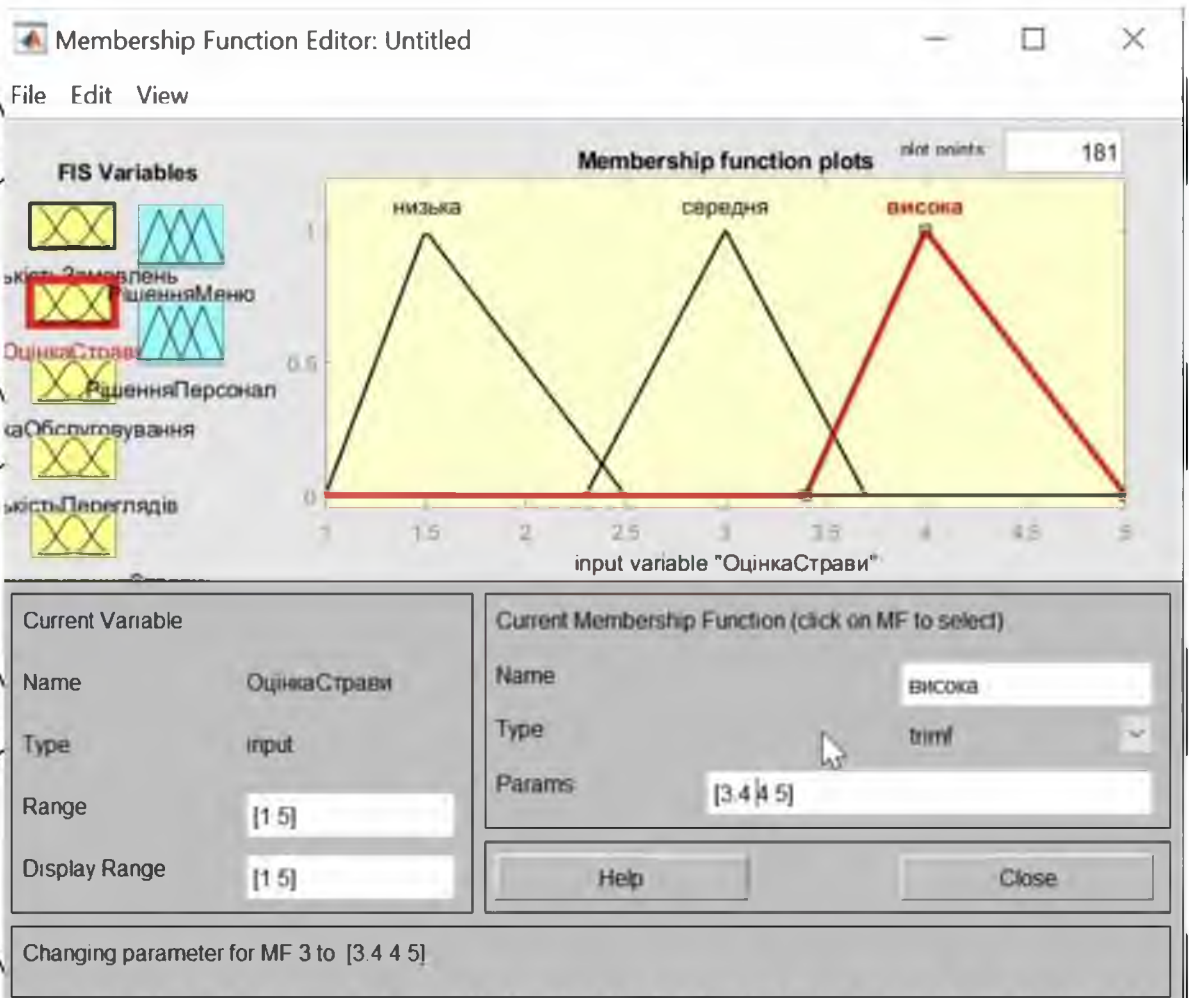 Membership Function Editor: Untitled
File Edit View
FIS Variables
Membership function plots
plot points:
181
ькістьЗамовлень
РішенняМеню
ОцінкаСтрави
РішенняПерсонал
каОбслуговування
ькістьПереглядів
низька
середня
висока
1
0.5
0
1 1.5 2 2.5 3 3.5 4 4.5 5
input variable "ОцінкаСтрави"
Current Variable
Name ОцінкаСтрави
Type input
Range [1 5]
Display Range [1 5]
Current Membership Function (click on MF to select)
Name висока
Type trimf
Params [3.4 4 5]
Help Close
Changing parameter for MF 3 to [3.4 4 5]